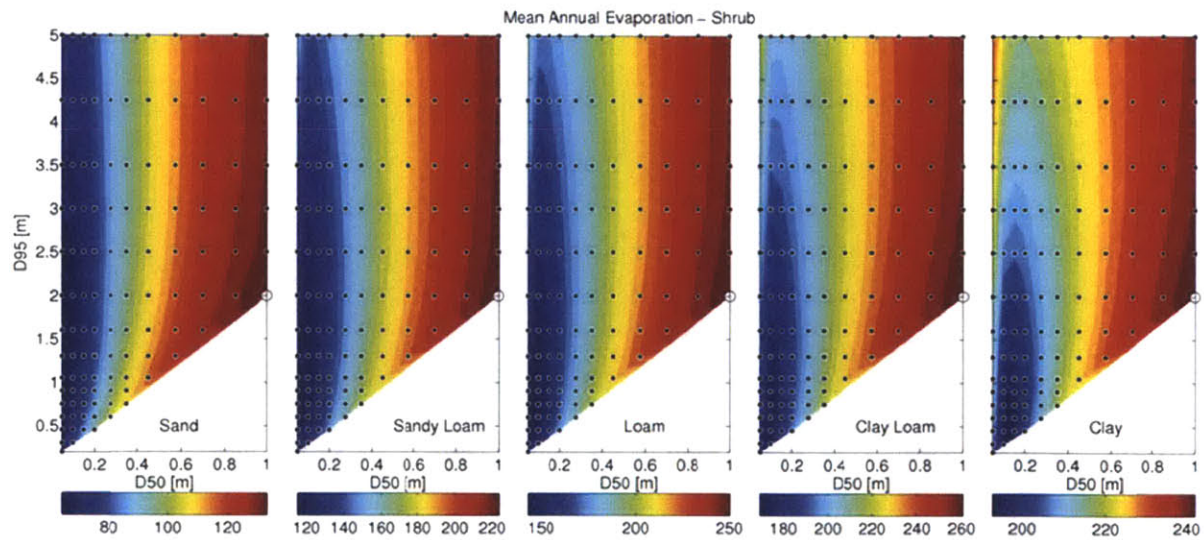 Mean Annual Evaporation – Shrub
D95 [m]
5
4.5
4
3.5
3
2.5
2
1.5
1
0.5
Sand
Sandy Loam
Loam
Clay Loam
Clay
0.2 0.4 0.6 0.8 1
0.2 0.4 0.6 0.8 1
0.2 0.4 0.6 0.8 1
0.2 0.4 0.6 0.8 1
0.2 0.4 0.6 0.8 1
D50 [m]
D50 [m]
D50 [m]
D50 [m]
D50 [m]
80 100 120
120 140 160 180 200 220
150 200 250
180 200 220 240 260
200 220 240